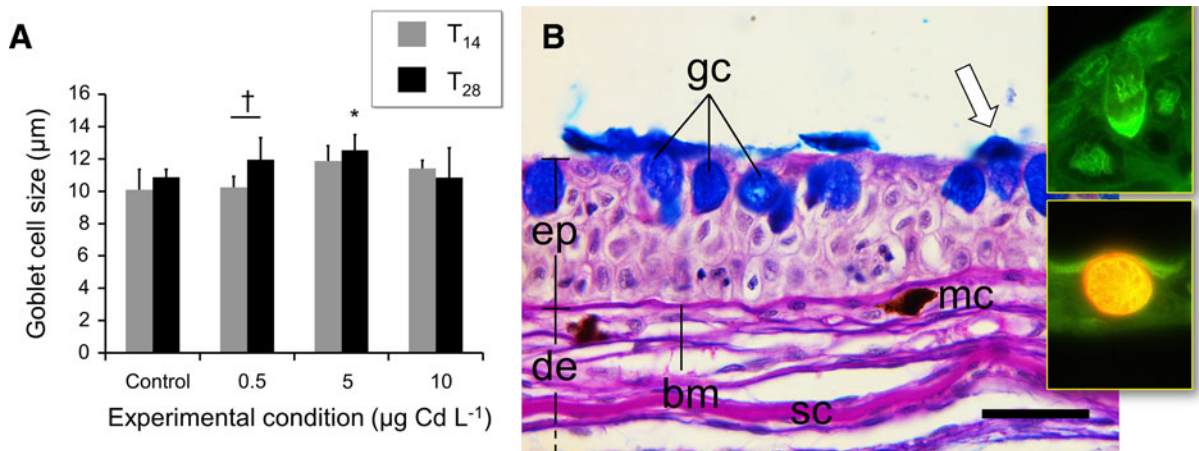 A
T14
T28
Goblet cell size (µm)
16
14
12
10
8
6
4
2
0
†
*
Control 0.5 5 10
Experimental condition (µg Cd L-1)
B
gc
ep
mc
de
bm
sc